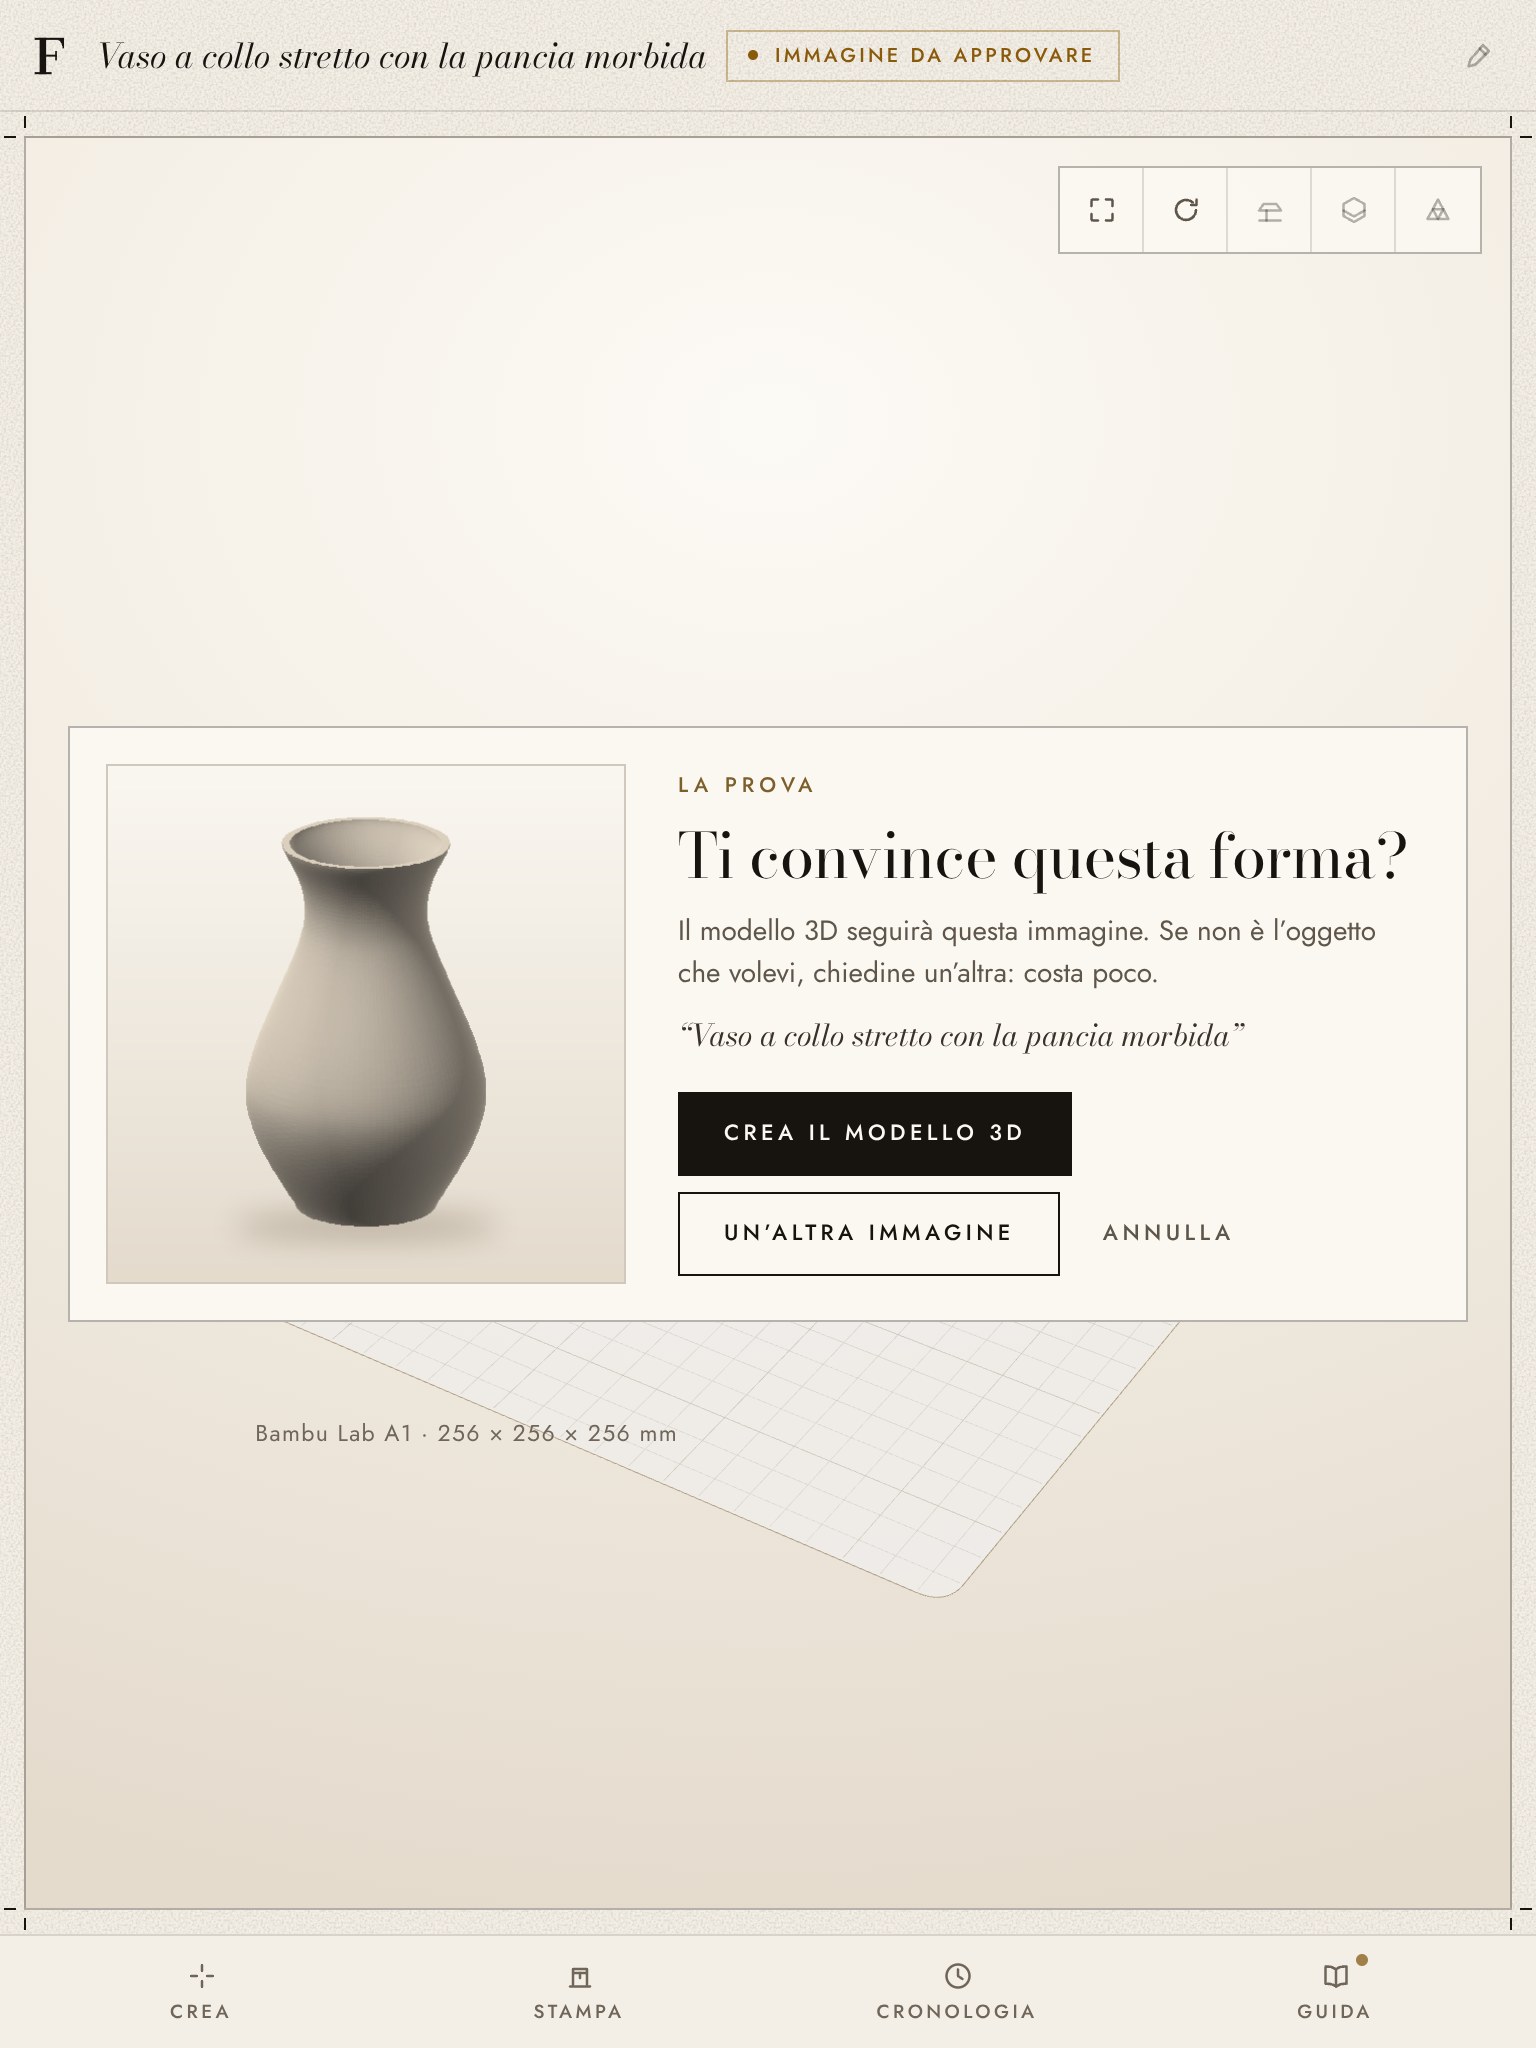 F Vaso a collo stretto con la pancia morbida IMMAGINE DA APPROVARE
LA PROVA
Ti convince questa forma?
Il modello 3D seguirà questa immagine. Se non è l’oggetto
che volevi, chiedine un’altra: costa poco.
“Vaso a collo stretto con la pancia morbida”
CREA IL MODELLO 3D
UN’ALTRA IMMAGINE ANNULLA
Bambu Lab A1 · 256 × 256 × 256 mm
CREA STAMPA CRONOLOGIA GUIDA